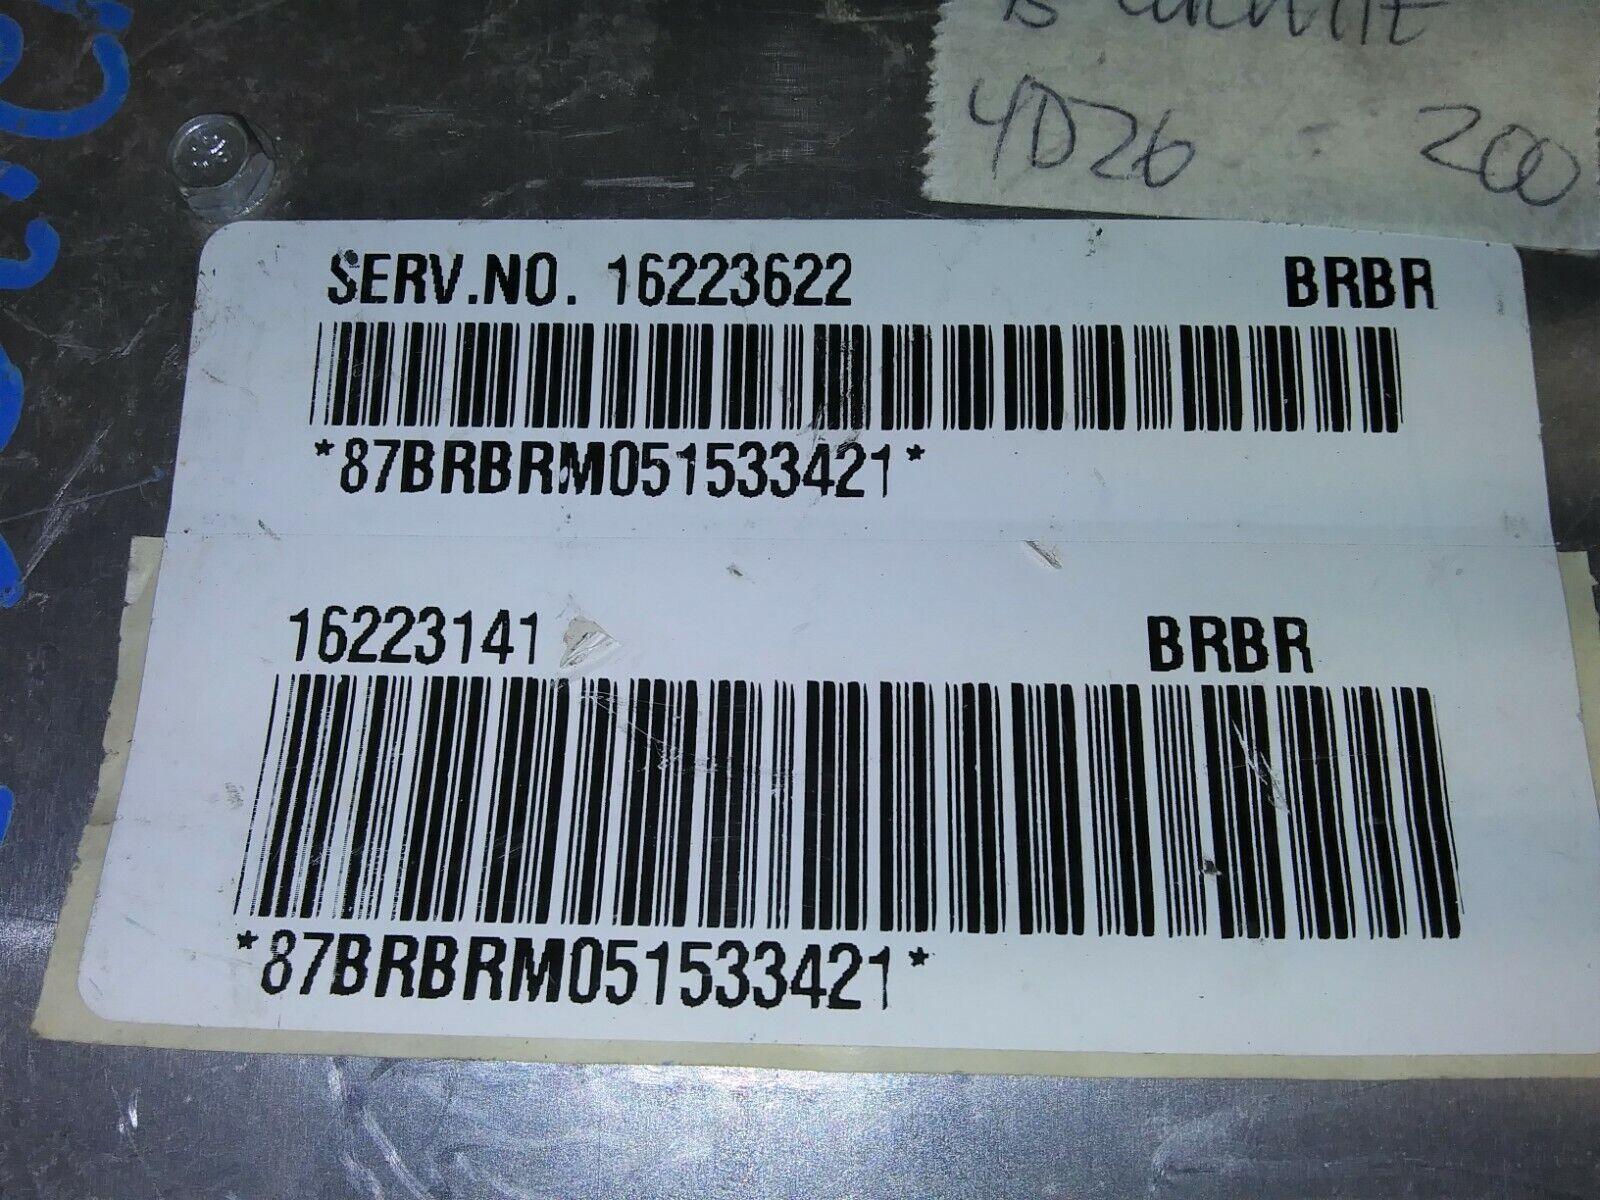 4D26 - 200
SERV.NO. 16223622 BRBR
*87BRBRM051533421*
16223141 BRBR
*87BRBRM051533421*